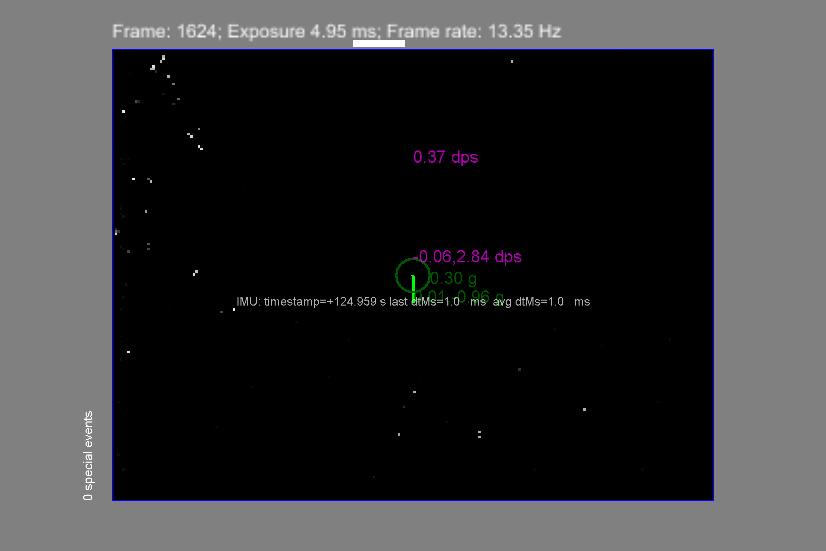 Frame: 1624; Exposure 4.95 ms; Frame rate: 13.35 Hz
0.37 dps
-0.06,2.84 dps
0.30 g
0.96 g
IMU: timestamp=+124.959 s last dtMs=1.0 ms avg dtMs=1.0 ms
0 special events